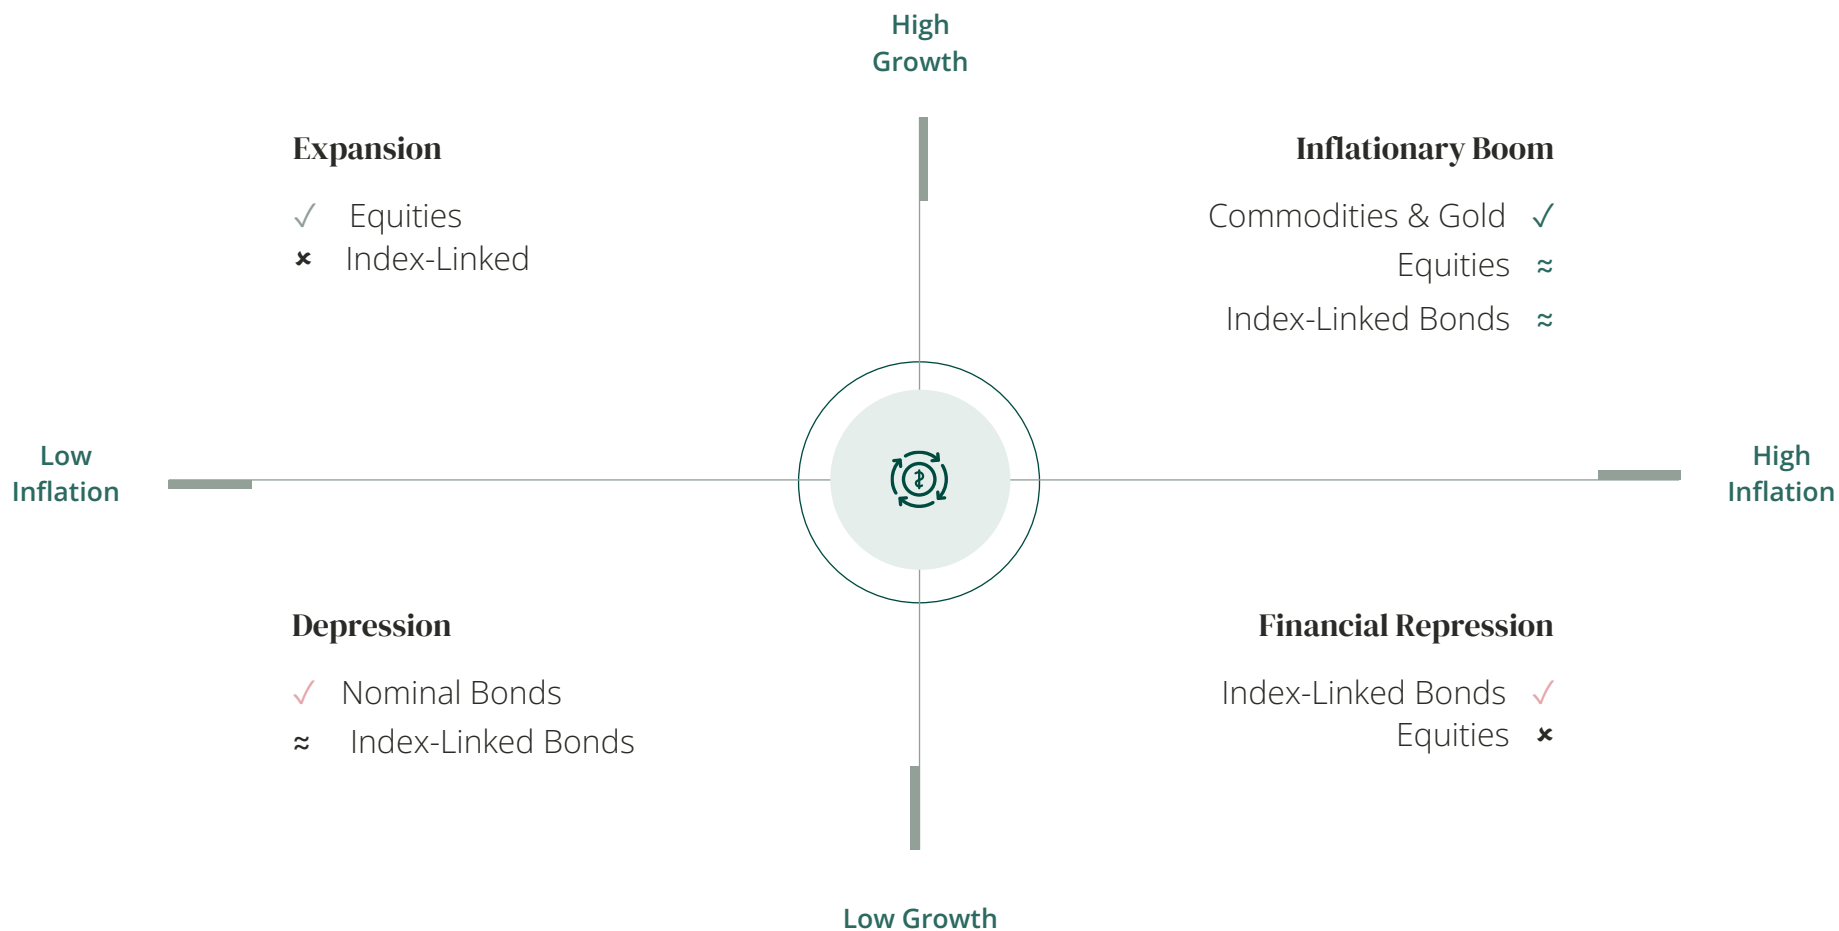 High
Growth
Expansion
✓ Equities
✘ Index-Linked
Inflationary Boom
Commodities & Gold ✓
Equities ≈
Index-Linked Bonds ≈
Low
Inflation
$
High
Inflation
Depression
✓ Nominal Bonds
≈ Index-Linked Bonds
Financial Repression
Index-Linked Bonds ✓
Equities ✘
Low Growth